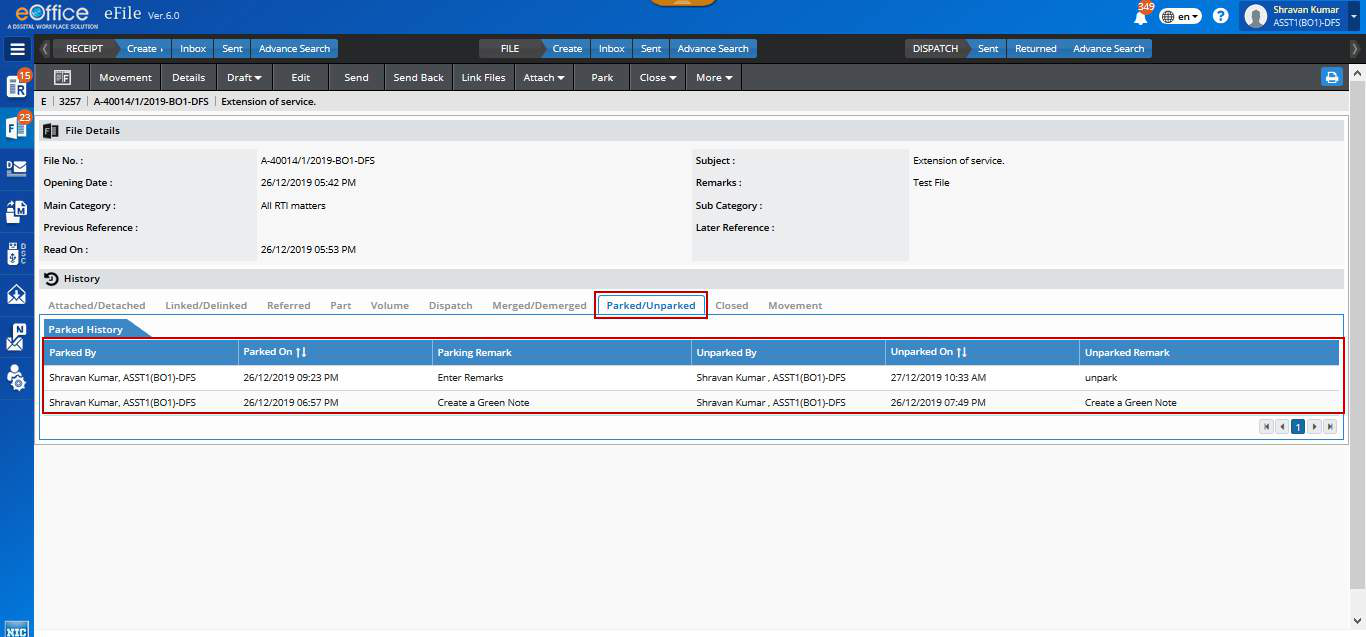 eOffice
A DIGITAL WORKPLACE SOLUTION
eFile Ver.6.0
349
en
?
Shravan Kumar
ASST1(BO1)-DFS
RECEIPT Create Inbox Sent Advance Search
FILE Create Inbox Sent Advance Search
DISPATCH Sent Returned Advance Search
15
R
23
F
D
M
DSC
N
NIC
Movement Details Draft Edit Send Send Back Link Files Attach Park Close More
E 3257 A-40014/1/2019-BO1-DFS Extension of service.
File Details
File No. : A-40014/1/2019-BO1-DFS Subject : Extension of service.
Opening Date : 26/12/2019 05:42 PM Remarks : Test File
Main Category : All RTI matters Sub Category :
Previous Reference : Later Reference :
Read On : 26/12/2019 05:53 PM
History
Attached/Detached Linked/Delinked Referred Part Volume Dispatch Merged/Demerged Parked/Unparked Closed Movement
Parked History
Parked By Parked On Parking Remark Unparked By Unparked On Unparked Remark
Shravan Kumar, ASST1(BO1)-DFS 26/12/2019 09:23 PM Enter Remarks Shravan Kumar , ASST1(BO1)-DFS 27/12/2019 10:33 AM unpark
Shravan Kumar, ASST1(BO1)-DFS 26/12/2019 06:57 PM Create a Green Note Shravan Kumar , ASST1(BO1)-DFS 26/12/2019 07:49 PM Create a Green Note
1